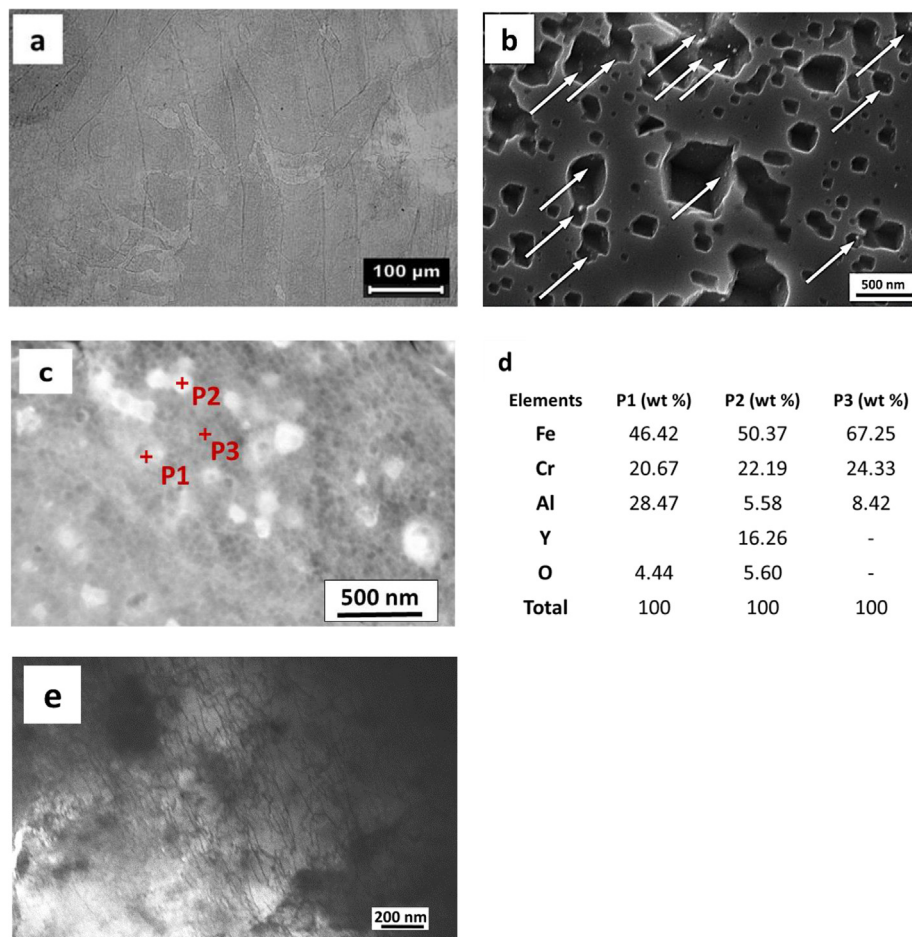 a
100 µm
b
500 nm
c
P2
P3
P1
500 nm
d
Elements P1 (wt %) P2 (wt %) P3 (wt %)
Fe 46.42 50.37 67.25
Cr 20.67 22.19 24.33
Al 28.47 5.58 8.42
Y 16.26 -
O 4.44 5.60 -
Total 100 100 100
e
200 nm